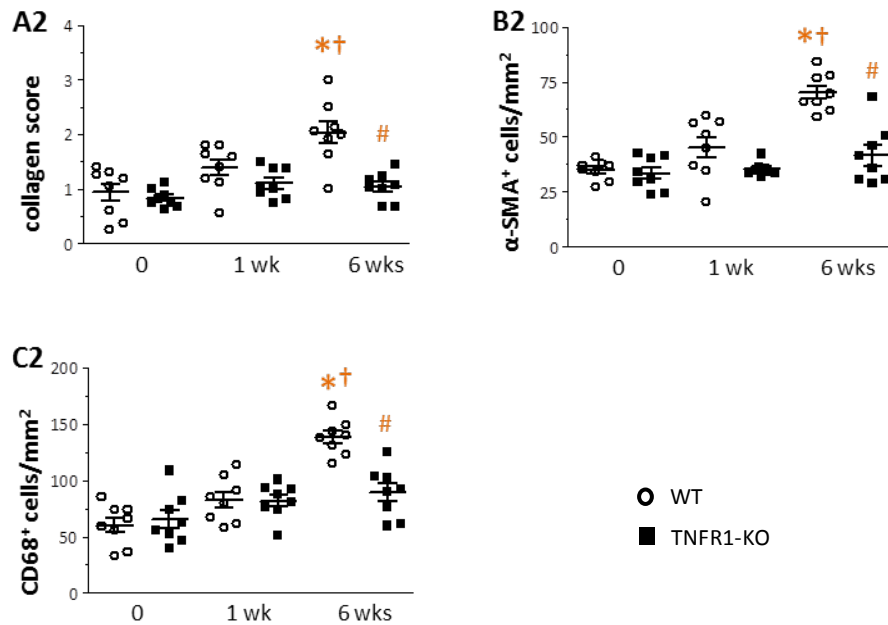 A2
collagen score
4
3
2
1
0
*†
#
0 1 wk 6 wks
B2
α-SMA⁺ cells/mm²
100
75
50
25
0
*†
#
0 1 wk 6 wks
C2
CD68⁺ cells/mm²
200
150
100
50
0
*†
#
0 1 wk 6 wks
WT
TNFR1-KO